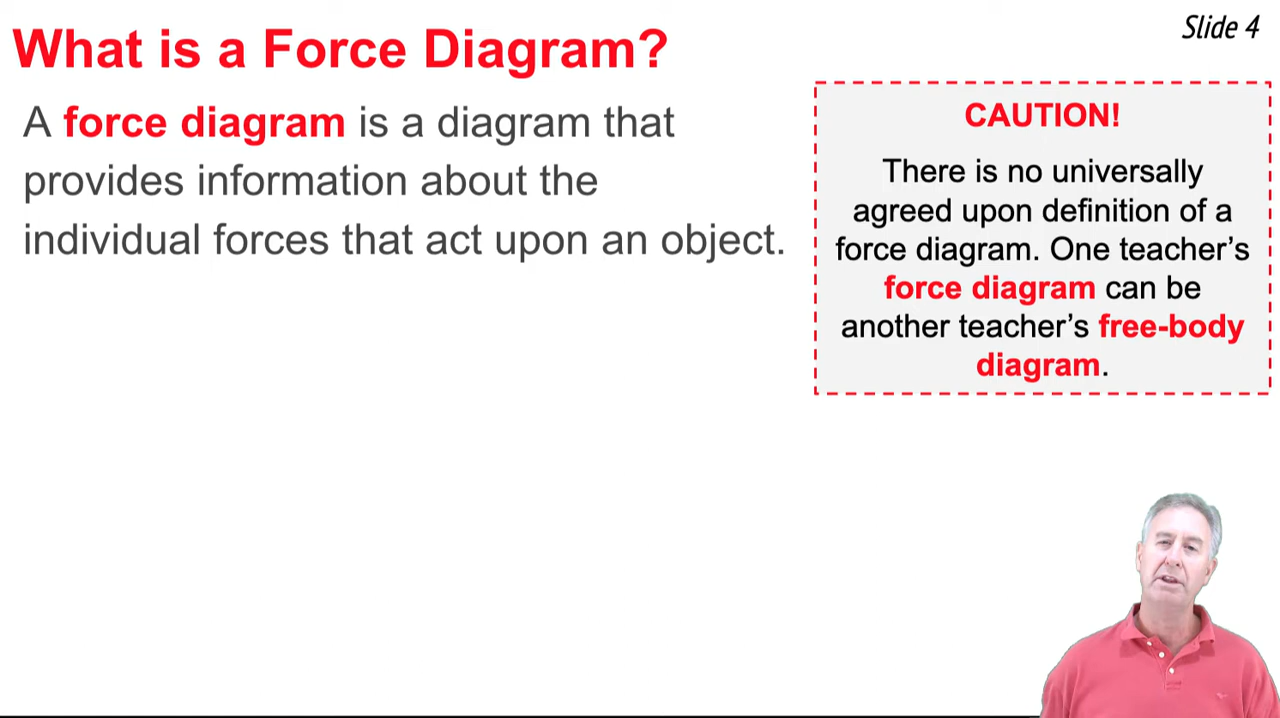 Slide 4
What is a Force Diagram?
A force diagram is a diagram that
provides information about the
individual forces that act upon an object.
CAUTION!
There is no universally
agreed upon definition of a
force diagram. One teacher’s
force diagram can be
another teacher’s free-body
diagram.